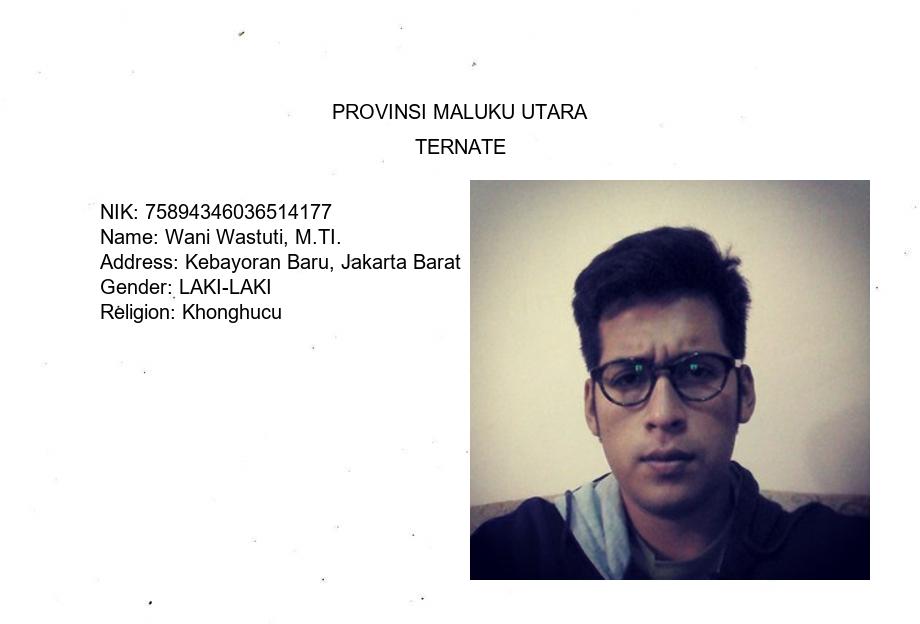 PROVINSI MALUKU UTARA
TERNATE
NIK: 75894346036514177
Name: Wani Wastuti, M.TI.
Address: Kebayoran Baru, Jakarta Barat
Gender: LAKI-LAKI
Religion: Khonghucu